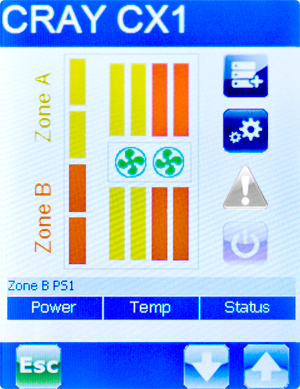 CRAY CX1
Zone A
Zone B
Zone B PS1
Power Temp Status
Esc